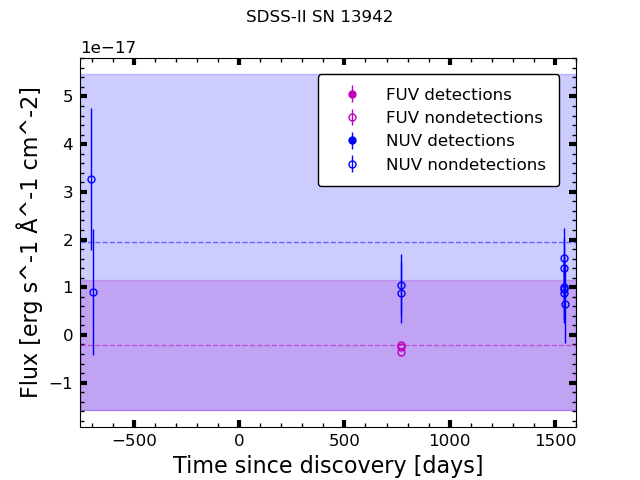 SDSS-II SN 13942
1e−17
FUV detections
FUV nondetections
NUV detections
NUV nondetections
5
4
3
2
1
0
−1
Flux [erg s^-1 Å^-1 cm^-2]
−500
0
500
1000
1500
Time since discovery [days]